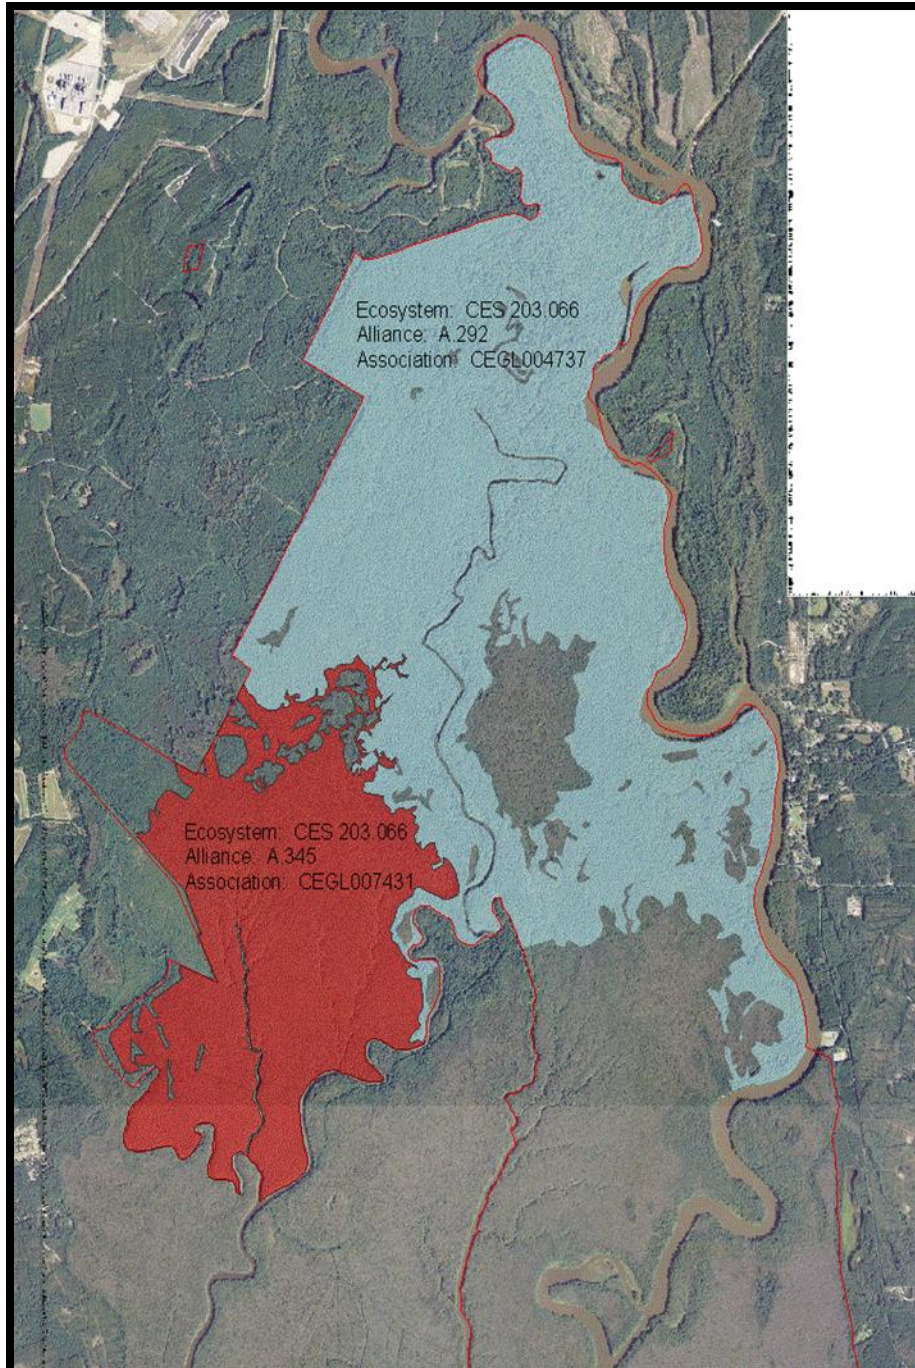 Ecosystem: CES 203.066
Alliance: A.292
Association: CEGL004737
Ecosystem: CES 203.066
Alliance: A.345
Association: CEGL007431